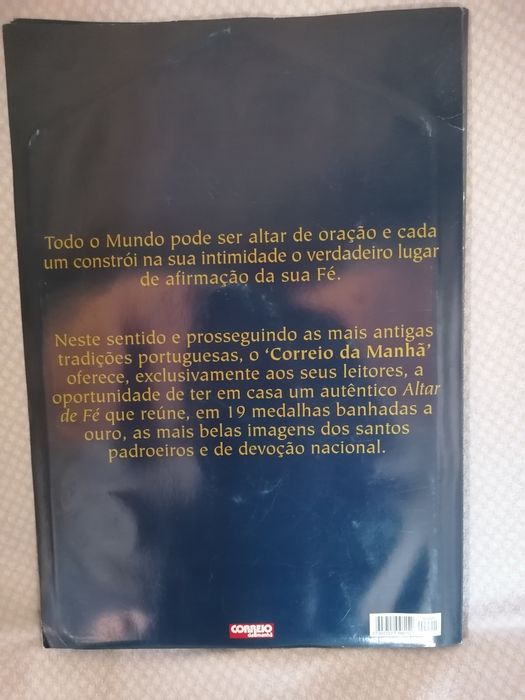 Todo o Mundo pode ser altar de oração e cada
um constrói na sua intimidade o verdadeiro lugar
de afirmação da sua Fé.
Neste sentido e prosseguindo as mais antigas
tradições portuguesas, o 'Correio da Manhã'
oferece, exclusivamente aos seus leitores, a
oportunidade de ter em casa um autêntico Altar
de Fé que reúne, em 19 medalhas banhadas a
ouro, as mais belas imagens dos santos
padroeiros e de devoção nacional.
CORREIO
da manhã